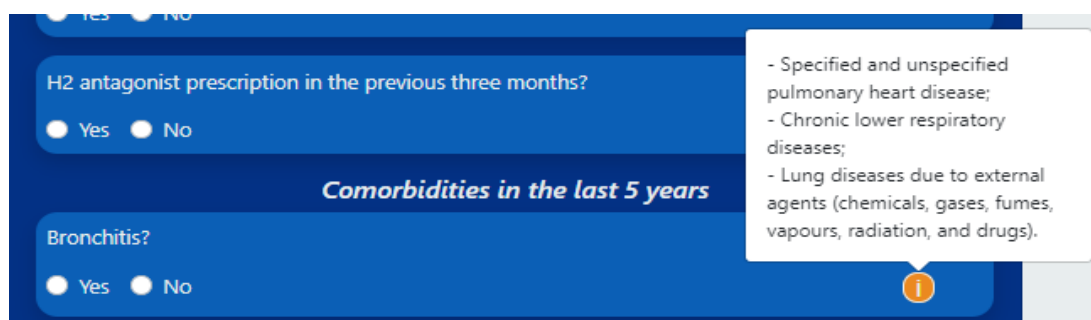 Yes No
H2 antagonist prescription in the previous three months?
Yes No
Comorbidities in the last 5 years
Bronchitis?
Yes No
- Specified and unspecified
pulmonary heart disease;
- Chronic lower respiratory
diseases;
- Lung diseases due to external
agents (chemicals, gases, fumes,
vapours, radiation, and drugs).
i